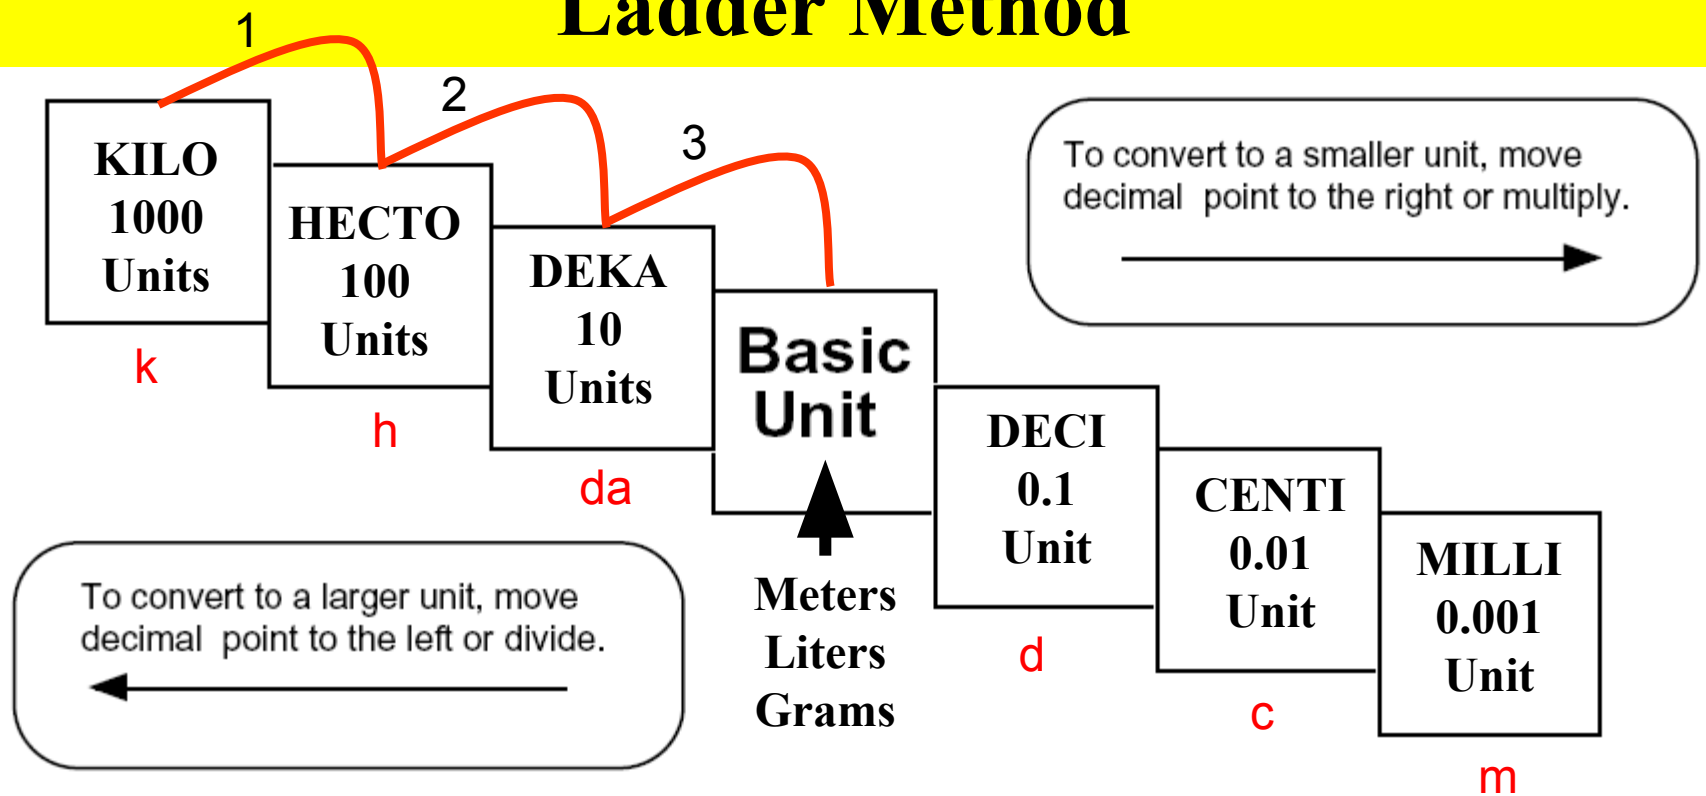 Ladder Method
1
2
3
KILO
1000
Units
k
HECTO
100
Units
h
DEKA
10
Units
da
Basic
Unit
Meters
Liters
Grams
DECI
0.1
Unit
d
CENTI
0.01
Unit
c
MILLI
0.001
Unit
m
To convert to a smaller unit, move
decimal point to the right or multiply.
To convert to a larger unit, move
decimal point to the left or divide.